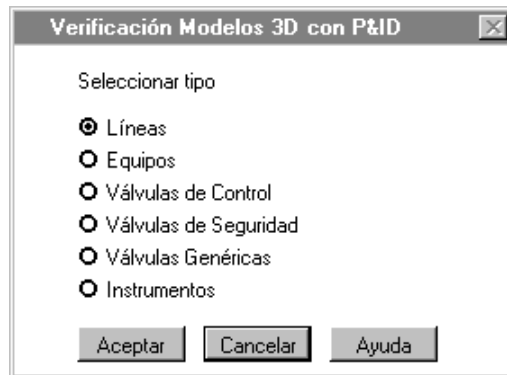 Verificación Modelos 3D con P&ID
Seleccionar tipo
Líneas
Equipos
Válvulas de Control
Válvulas de Seguridad
Válvulas Genéricas
Instrumentos
Aceptar Cancelar Ayuda